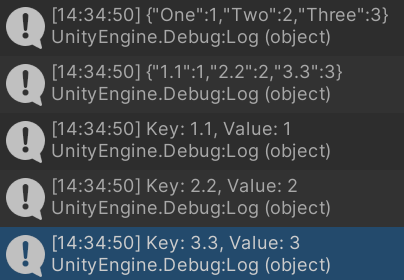 [14:34:50] {"One":1,"Two":2,"Three":3}
UnityEngine.Debug:Log (object)
[14:34:50] {"1.1":1,"2.2":2,"3.3":3}
UnityEngine.Debug:Log (object)
[14:34:50] Key: 1.1, Value: 1
UnityEngine.Debug:Log (object)
[14:34:50] Key: 2.2, Value: 2
UnityEngine.Debug:Log (object)
[14:34:50] Key: 3.3, Value: 3
UnityEngine.Debug:Log (object)